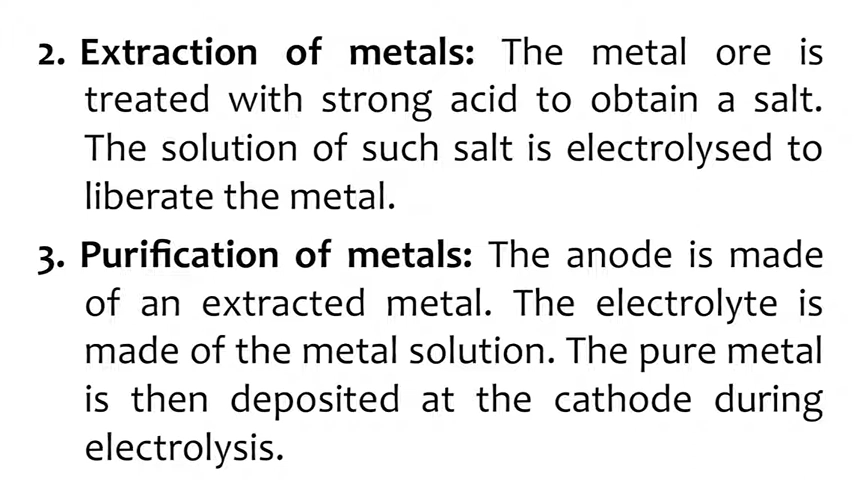 2. Extraction of metals: The metal ore is
treated with strong acid to obtain a salt.
The solution of such salt is electrolysed to
liberate the metal.
3. Purification of metals: The anode is made
of an extracted metal. The electrolyte is
made of the metal solution. The pure metal
is then deposited at the cathode during
electrolysis.